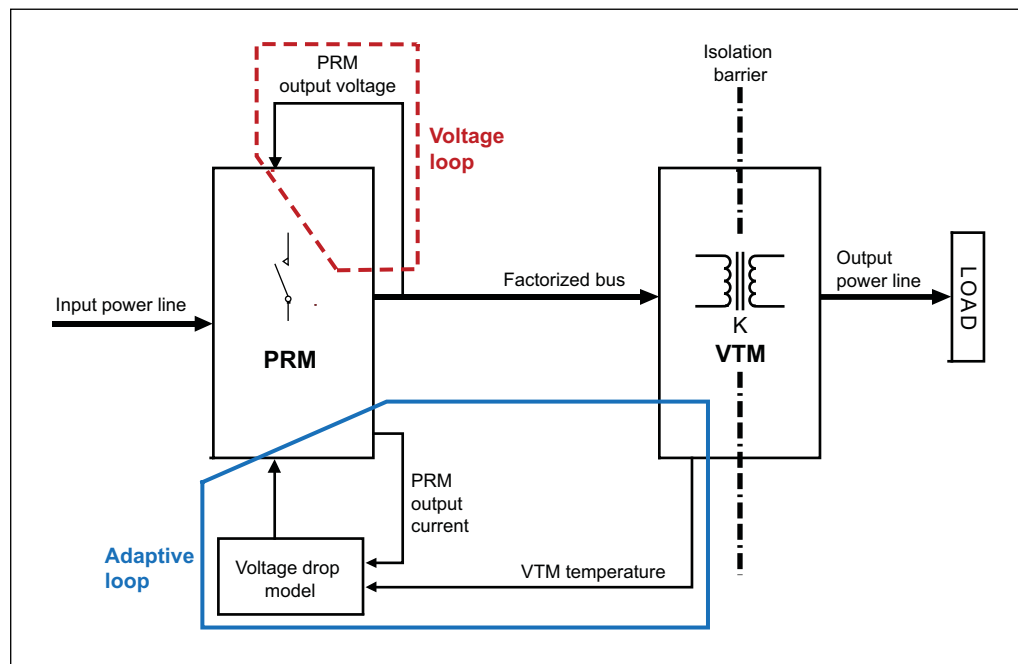 PRM
output voltage
Isolation
barrier
Voltage
loop
Input power line
PRM
Factorized bus
K
VTM
Output
power line
LOAD
PRM
output
current
Adaptive
loop
Voltage drop
model
VTM temperature